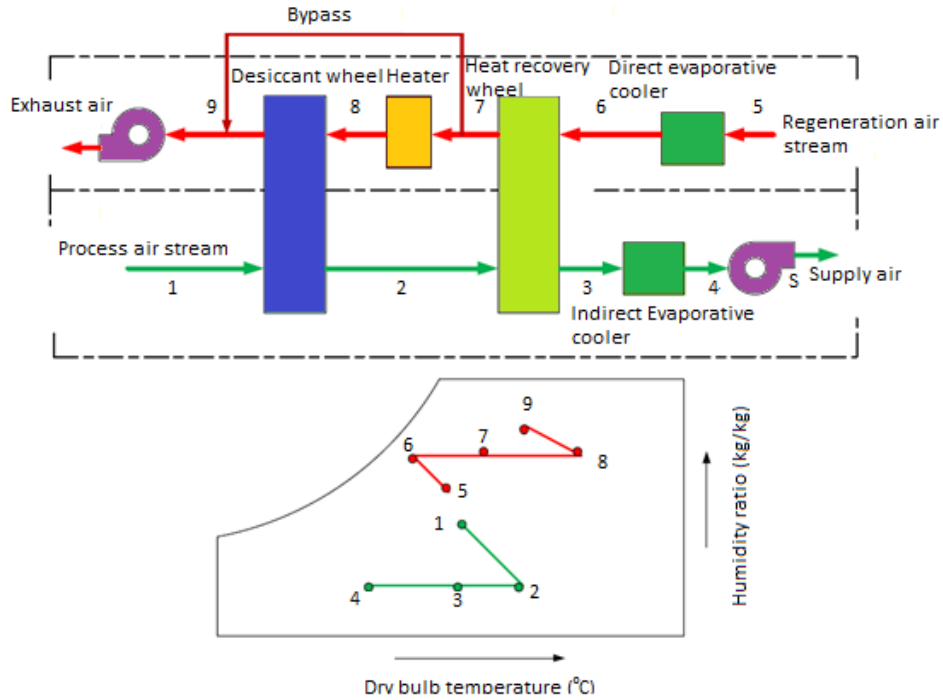 Bypass
Desiccant wheel Heater
Heat recovery
wheel
Direct evaporative
cooler
Exhaust air
9
8
7
6
5
Regeneration air
stream
Process air stream
1
2
3
4
S
Supply air
Indirect Evaporative
cooler
9
7
6
8
5
1
4
3
2
Humidity ratio (kg/kg)
Dry bulb temperature (°C)